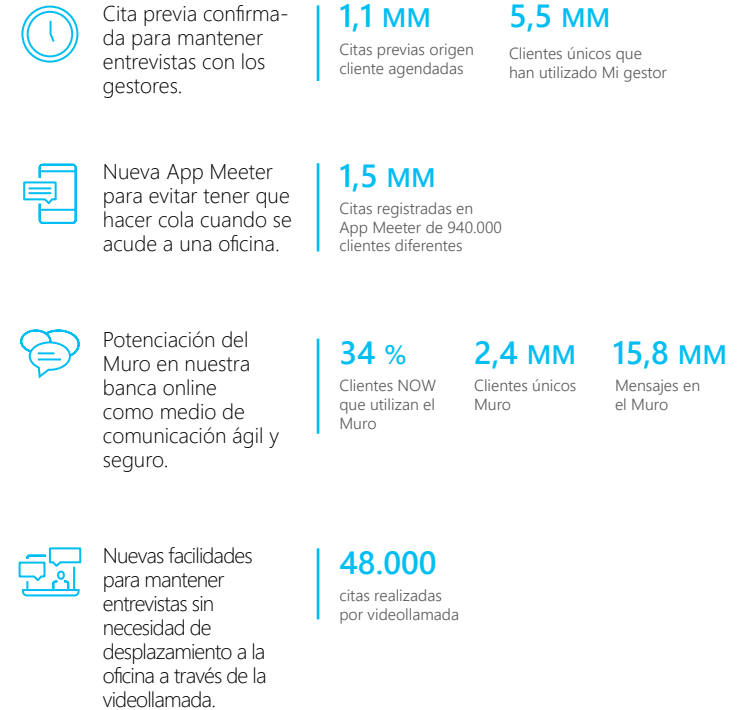 Cita previa confirma-
da para mantener
entrevistas con los
gestores.
1,1 MM
Citas previas origen
cliente agendadas
5,5 MM
Clientes únicos que
han utilizado Mi gestor
Nueva App Meeter
para evitar tener que
hacer cola cuando se
acude a una oficina.
1,5 MM
Citas registradas en
App Meeter de 940.000
clientes diferentes
Potenciación del
Muro en nuestra
banca online
como medio de
comunicación ágil y
seguro.
34 %
Clientes NOW
que utilizan el
Muro
2,4 MM
Clientes únicos
Muro
15,8 MM
Mensajes en
el Muro
Nuevas facilidades
para mantener
entrevistas sin
necesidad de
desplazamiento a la
oficina a través de la
videollamada.
48.000
citas realizadas
por videollamada